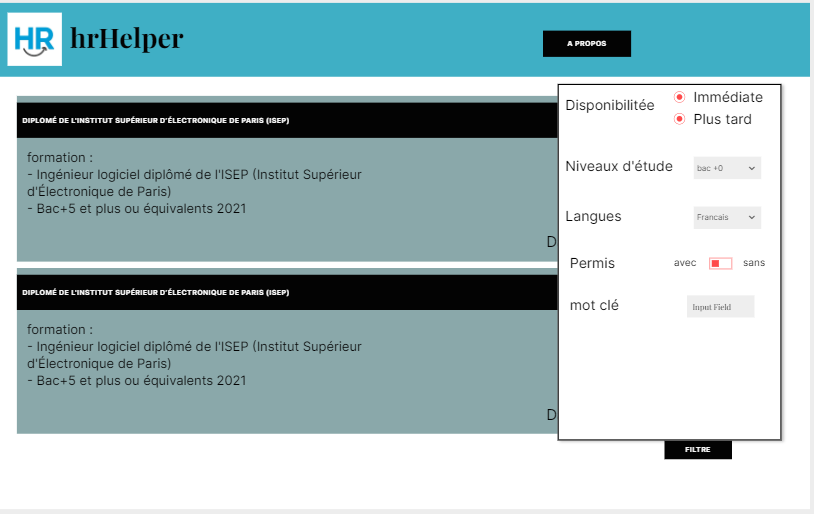 HR hrHelper
A PROPOS
DIPLOMÉ DE L'INSTITUT SUPÉRIEUR D'ÉLECTRONIQUE DE PARIS (ISEP)
formation :
- Ingénieur logiciel diplômé de l'ISEP (Institut Supérieur
d'Électronique de Paris)
- Bac+5 et plus ou équivalents 2021
D
DIPLOMÉ DE L'INSTITUT SUPÉRIEUR D'ÉLECTRONIQUE DE PARIS (ISEP)
formation :
- Ingénieur logiciel diplômé de l'ISEP (Institut Supérieur
d'Électronique de Paris)
- Bac+5 et plus ou équivalents 2021
D
Disponibilitée
Immédiate
Plus tard
Niveaux d'étude bac +0
Langues Francais
Permis avec sans
mot clé Input Field
FILTRE